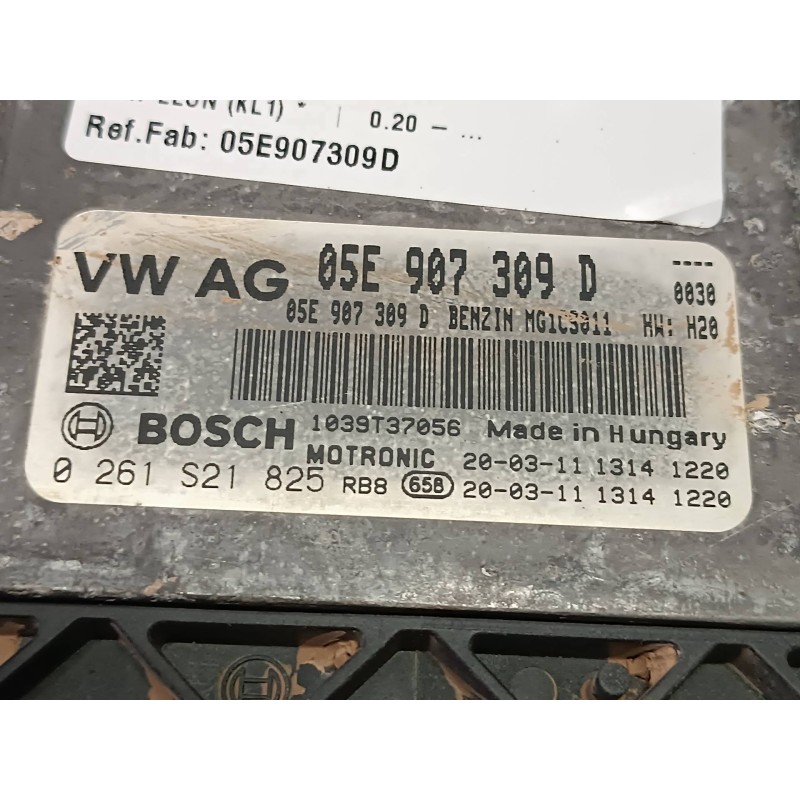 LEON (KL1) * | 0.20 - ...
Ref.Fab: 05E907309D
VW AG 05E 907 309 D ----
0030
05E 907 309 D BENZIN MG1CS011 HW: H20
BOSCH 1039T37056 Made in Hungary
MOTRONIC 20-03-11 1314 1220
0 261 S21 825 RB8 65B 20-03-11 1314 1220